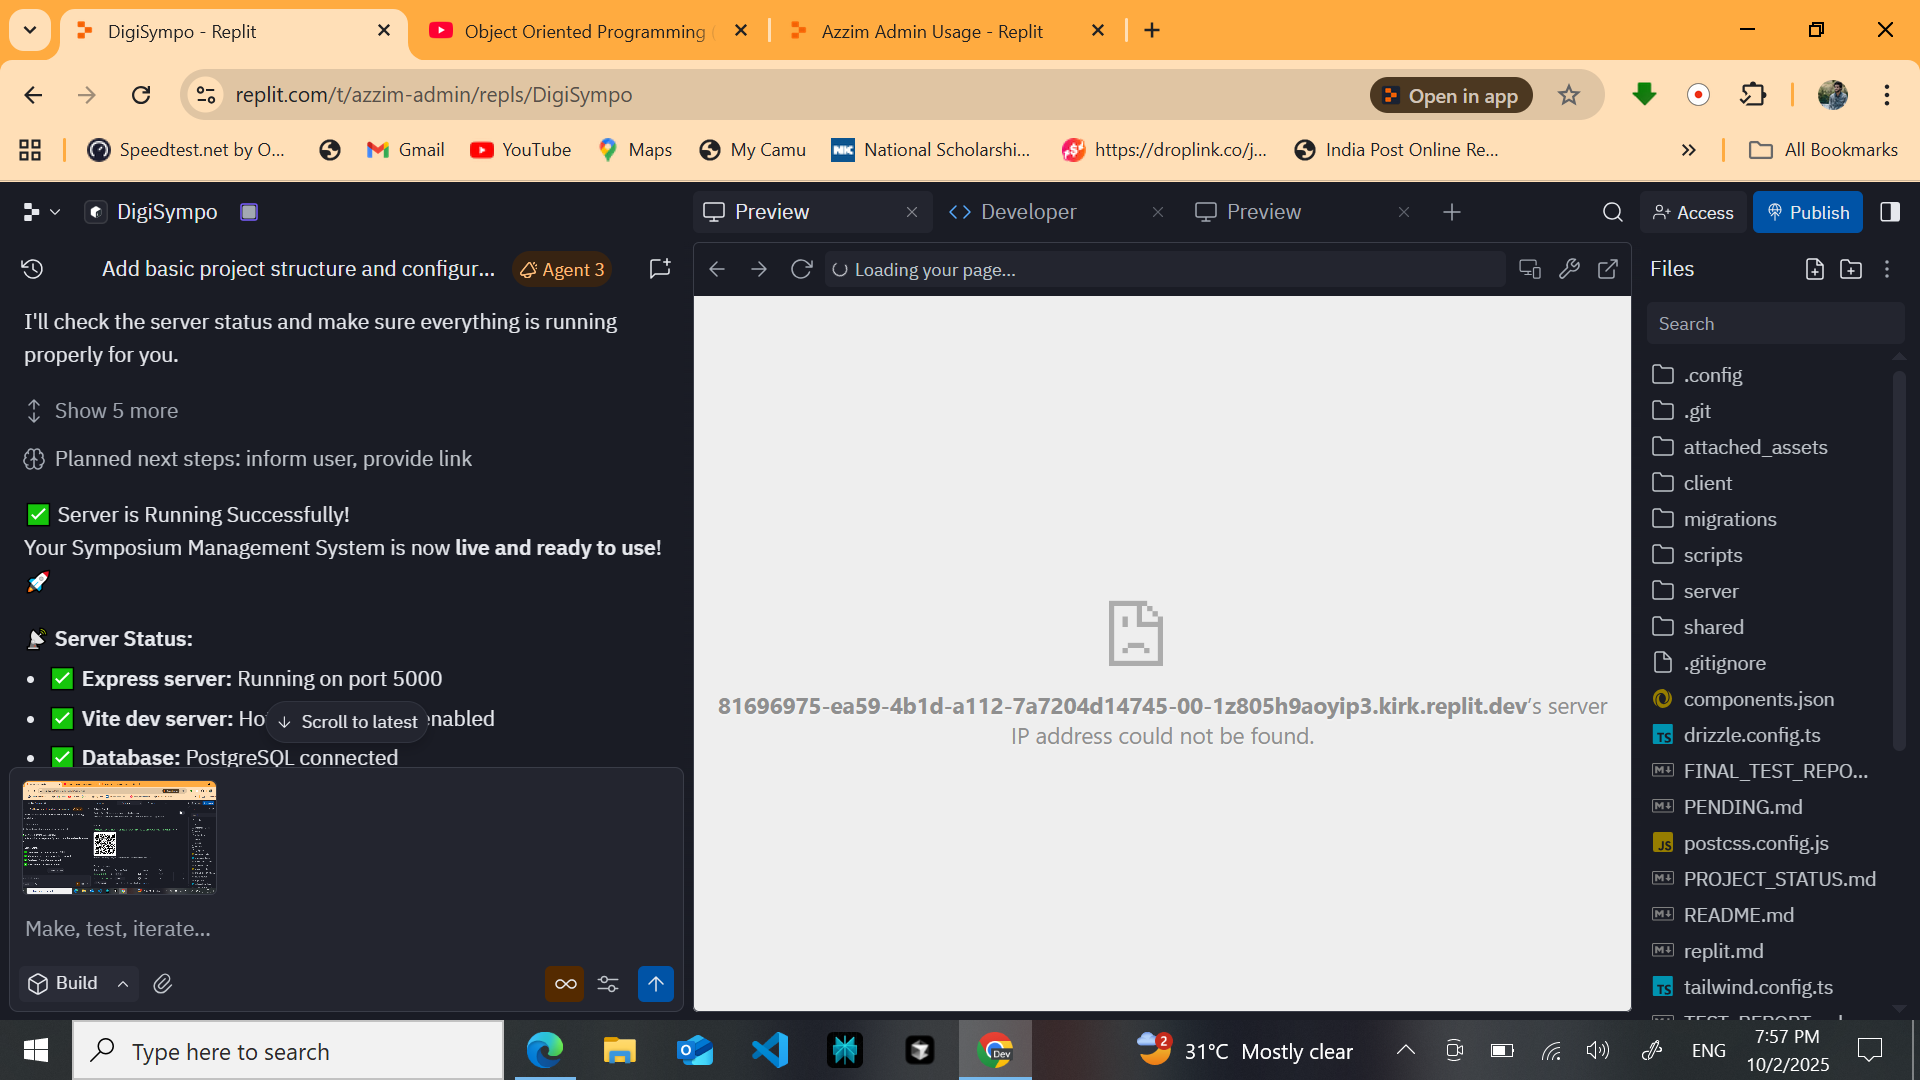 DigiSympo - Replit
Object Oriented Programming
Azzim Admin Usage - Replit
replit.com/t/azzim-admin/repls/DigiSympo
Open in app
Speedtest.net by O...
Gmail
YouTube
Maps
My Camu
National Scholarshi...
https://droplink.co/j...
India Post Online Re...
All Bookmarks
DigiSympo
Preview
Developer
Preview
Access
Publish
Add basic project structure and configur...
Agent 3
Loading your page...
Files
I'll check the server status and make sure everything is running
properly for you.
Show 5 more
Planned next steps: inform user, provide link
Server is Running Successfully!
Your Symposium Management System is now live and ready to use!
Server Status:
Express server: Running on port 5000
Vite dev server:
enabled
Scroll to latest
Database: PostgreSQL connected
Make, test, iterate...
Build
81696975-ea59-4b1d-a112-7a7204d14745-00-1z805h9aoyip3.kirk.replit.dev's server
IP address could not be found.
Search
.config
.git
attached_assets
client
migrations
scripts
server
shared
.gitignore
components.json
TS drizzle.config.ts
FINAL_TEST_REPO...
PENDING.md
JS postcss.config.js
PROJECT_STATUS.md
README.md
replit.md
TS tailwind.config.ts
Type here to search
Dev
2
31°C Mostly clear
ENG
7:57 PM
10/2/2025